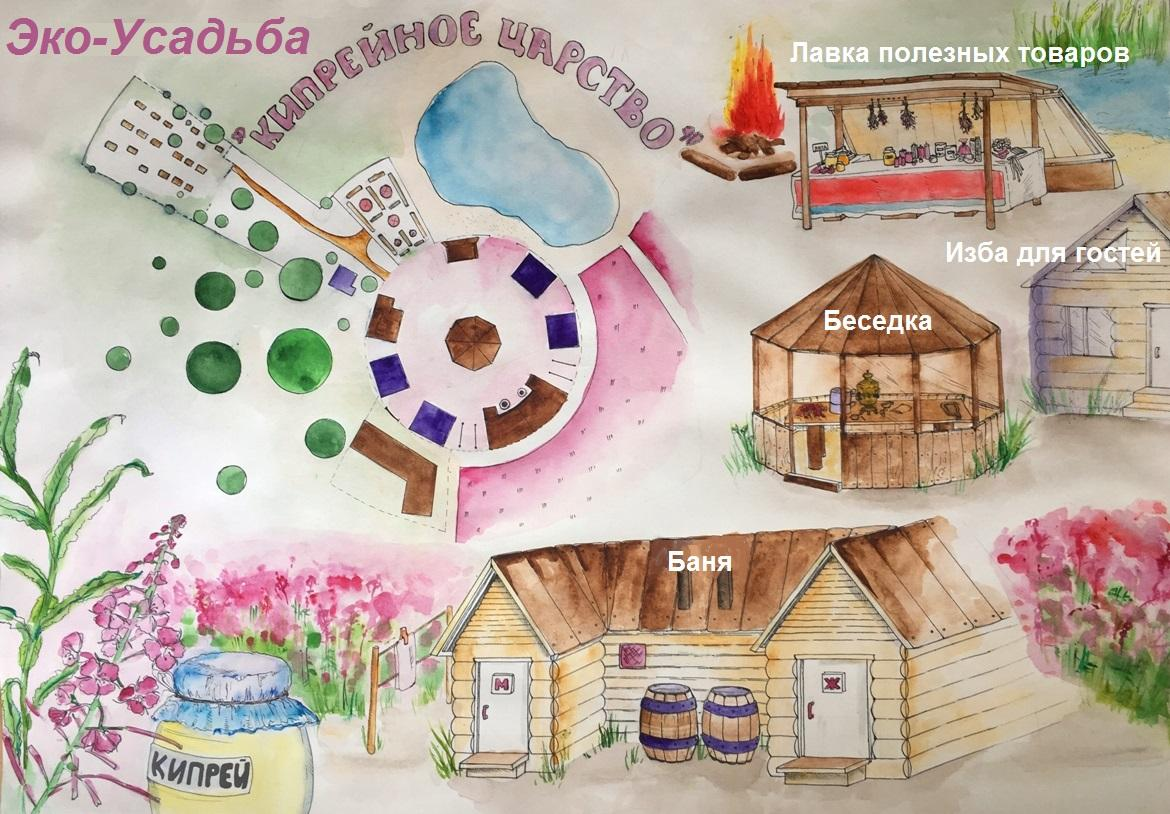 Эко-Усадьба
"КИПРЕЙНОЕ ЦАРСТВО"
Лавка полезных товаров
Изба для гостей
Беседка
Баня
М
Ж
КИПРЕЙ